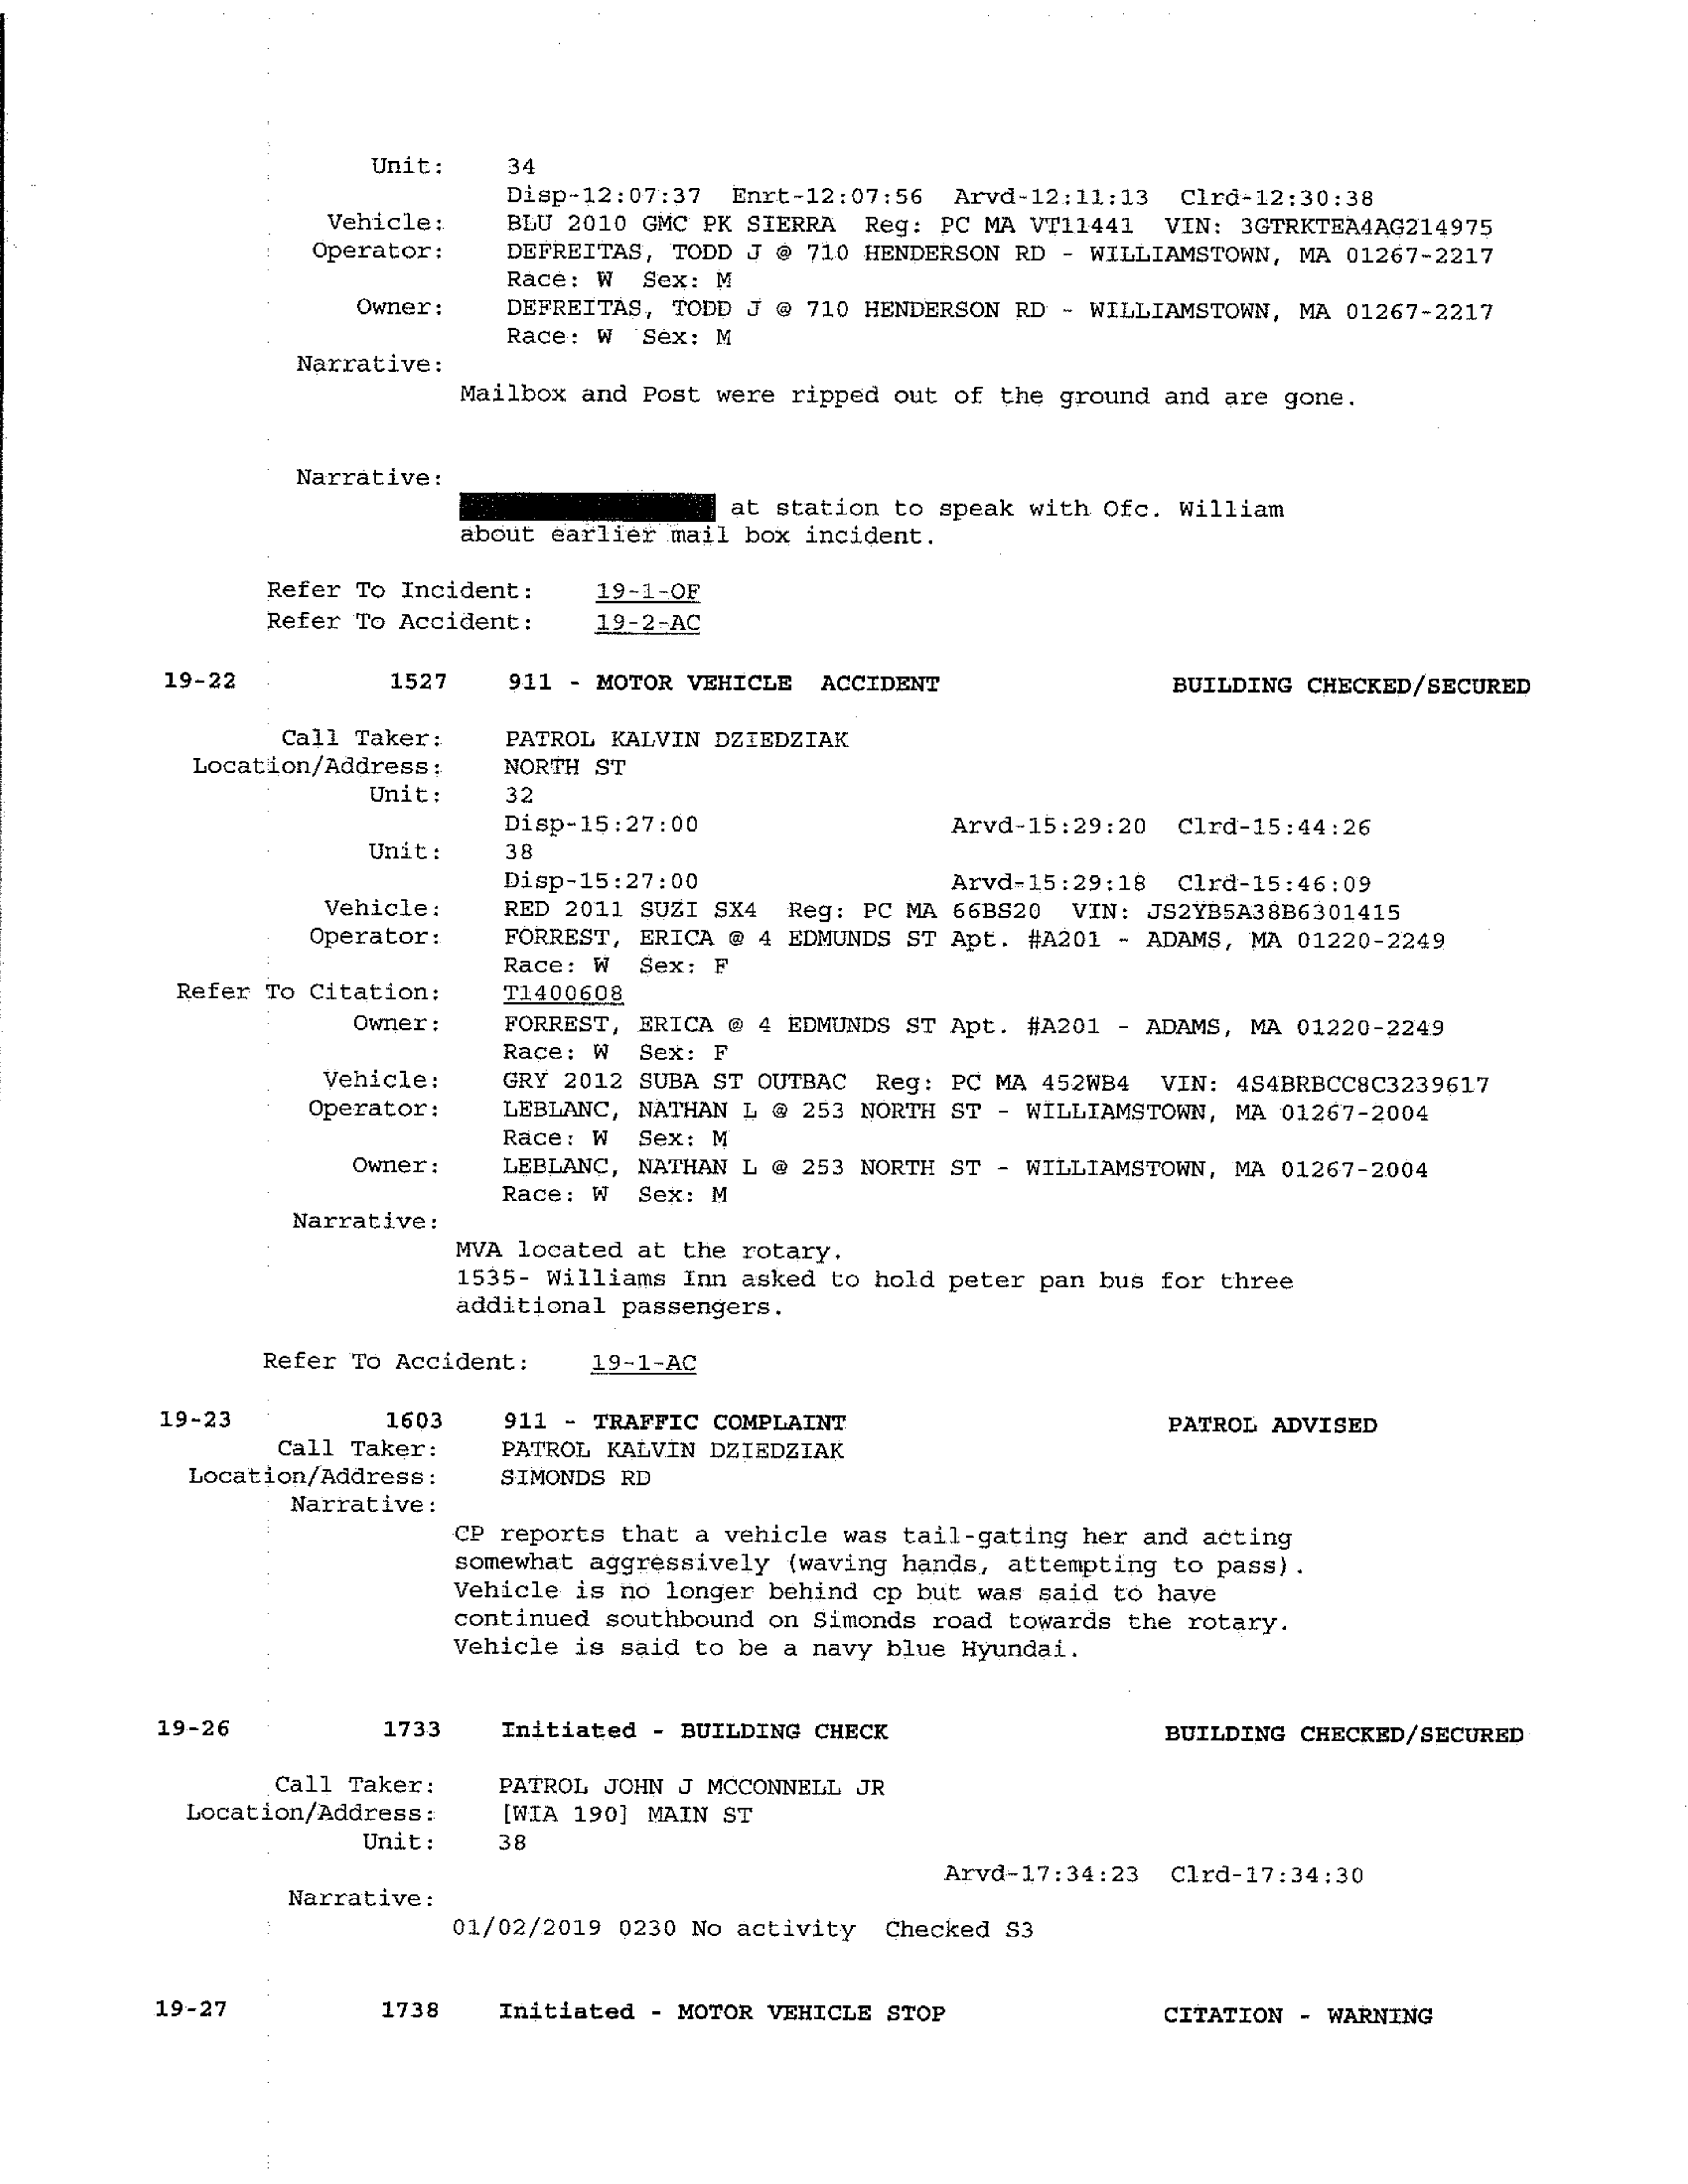 Unit: 34
Disp-12:07:37 Enrt-12:07:56 Arvd-12:11:13 Clrd-12:30:38
Vehicle: BLU 2010 GMC PK SIERRA Reg: PC MA VT11441 VIN: 3GTRKTEA4AG214975
Operator: DEFREITAS, TODD J @ 710 HENDERSON RD - WILLIAMSTOWN, MA 01267-2217
Race: W Sex: M
Owner: DEFREITAS, TODD J @ 710 HENDERSON RD - WILLIAMSTOWN, MA 01267-2217
Race: W Sex: M
Narrative:
Mailbox and Post were ripped out of the ground and are gone.
Narrative:
at station to speak with Ofc. William
about earlier mail box incident.
Refer To Incident: 19-1-OF
Refer To Accident: 19-2-AC
19-22 1527 911 - MOTOR VEHICLE ACCIDENT BUILDING CHECKED/SECURED
Call Taker: PATROL KALVIN DZIEDZIAK
Location/Address: NORTH ST
Unit: 32
Disp-15:27:00 Arvd-15:29:20 Clrd-15:44:26
Unit: 38
Disp-15:27:00 Arvd-15:29:18 Clrd-15:46:09
Vehicle: RED 2011 SUZI SX4 Reg: PC MA 66BS20 VIN: JS2YB5A38B6301415
Operator: FORREST, ERICA @ 4 EDMUNDS ST Apt. #A201 - ADAMS, MA 01220-2249
Race: W Sex: F
Refer To Citation: T1400608
Owner: FORREST, ERICA @ 4 EDMUNDS ST Apt. #A201 - ADAMS, MA 01220-2249
Race: W Sex: F
Vehicle: GRY 2012 SUBA ST OUTBAC Reg: PC MA 452WB4 VIN: 4S4BRBCC8C3239617
Operator: LEBLANC, NATHAN L @ 253 NORTH ST - WILLIAMSTOWN, MA 01267-2004
Race: W Sex: M
Owner: LEBLANC, NATHAN L @ 253 NORTH ST - WILLIAMSTOWN, MA 01267-2004
Race: W Sex: M
Narrative:
MVA located at the rotary.
1535- Williams Inn asked to hold peter pan bus for three
additional passengers.
Refer To Accident: 19-1-AC
19-23 1603 911 - TRAFFIC COMPLAINT PATROL ADVISED
Call Taker: PATROL KALVIN DZIEDZIAK
Location/Address: SIMONDS RD
Narrative:
CP reports that a vehicle was tail-gating her and acting
somewhat aggressively (waving hands, attempting to pass).
Vehicle is no longer behind cp but was said to have
continued southbound on Simonds road towards the rotary.
Vehicle is said to be a navy blue Hyundai.
19-26 1733 Initiated - BUILDING CHECK BUILDING CHECKED/SECURED
Call Taker: PATROL JOHN J MCCONNELL JR
Location/Address: [WIA 190] MAIN ST
Unit: 38
Arvd-17:34:23 Clrd-17:34:30
Narrative:
01/02/2019 0230 No activity Checked S3
19-27 1738 Initiated - MOTOR VEHICLE STOP CITATION - WARNING